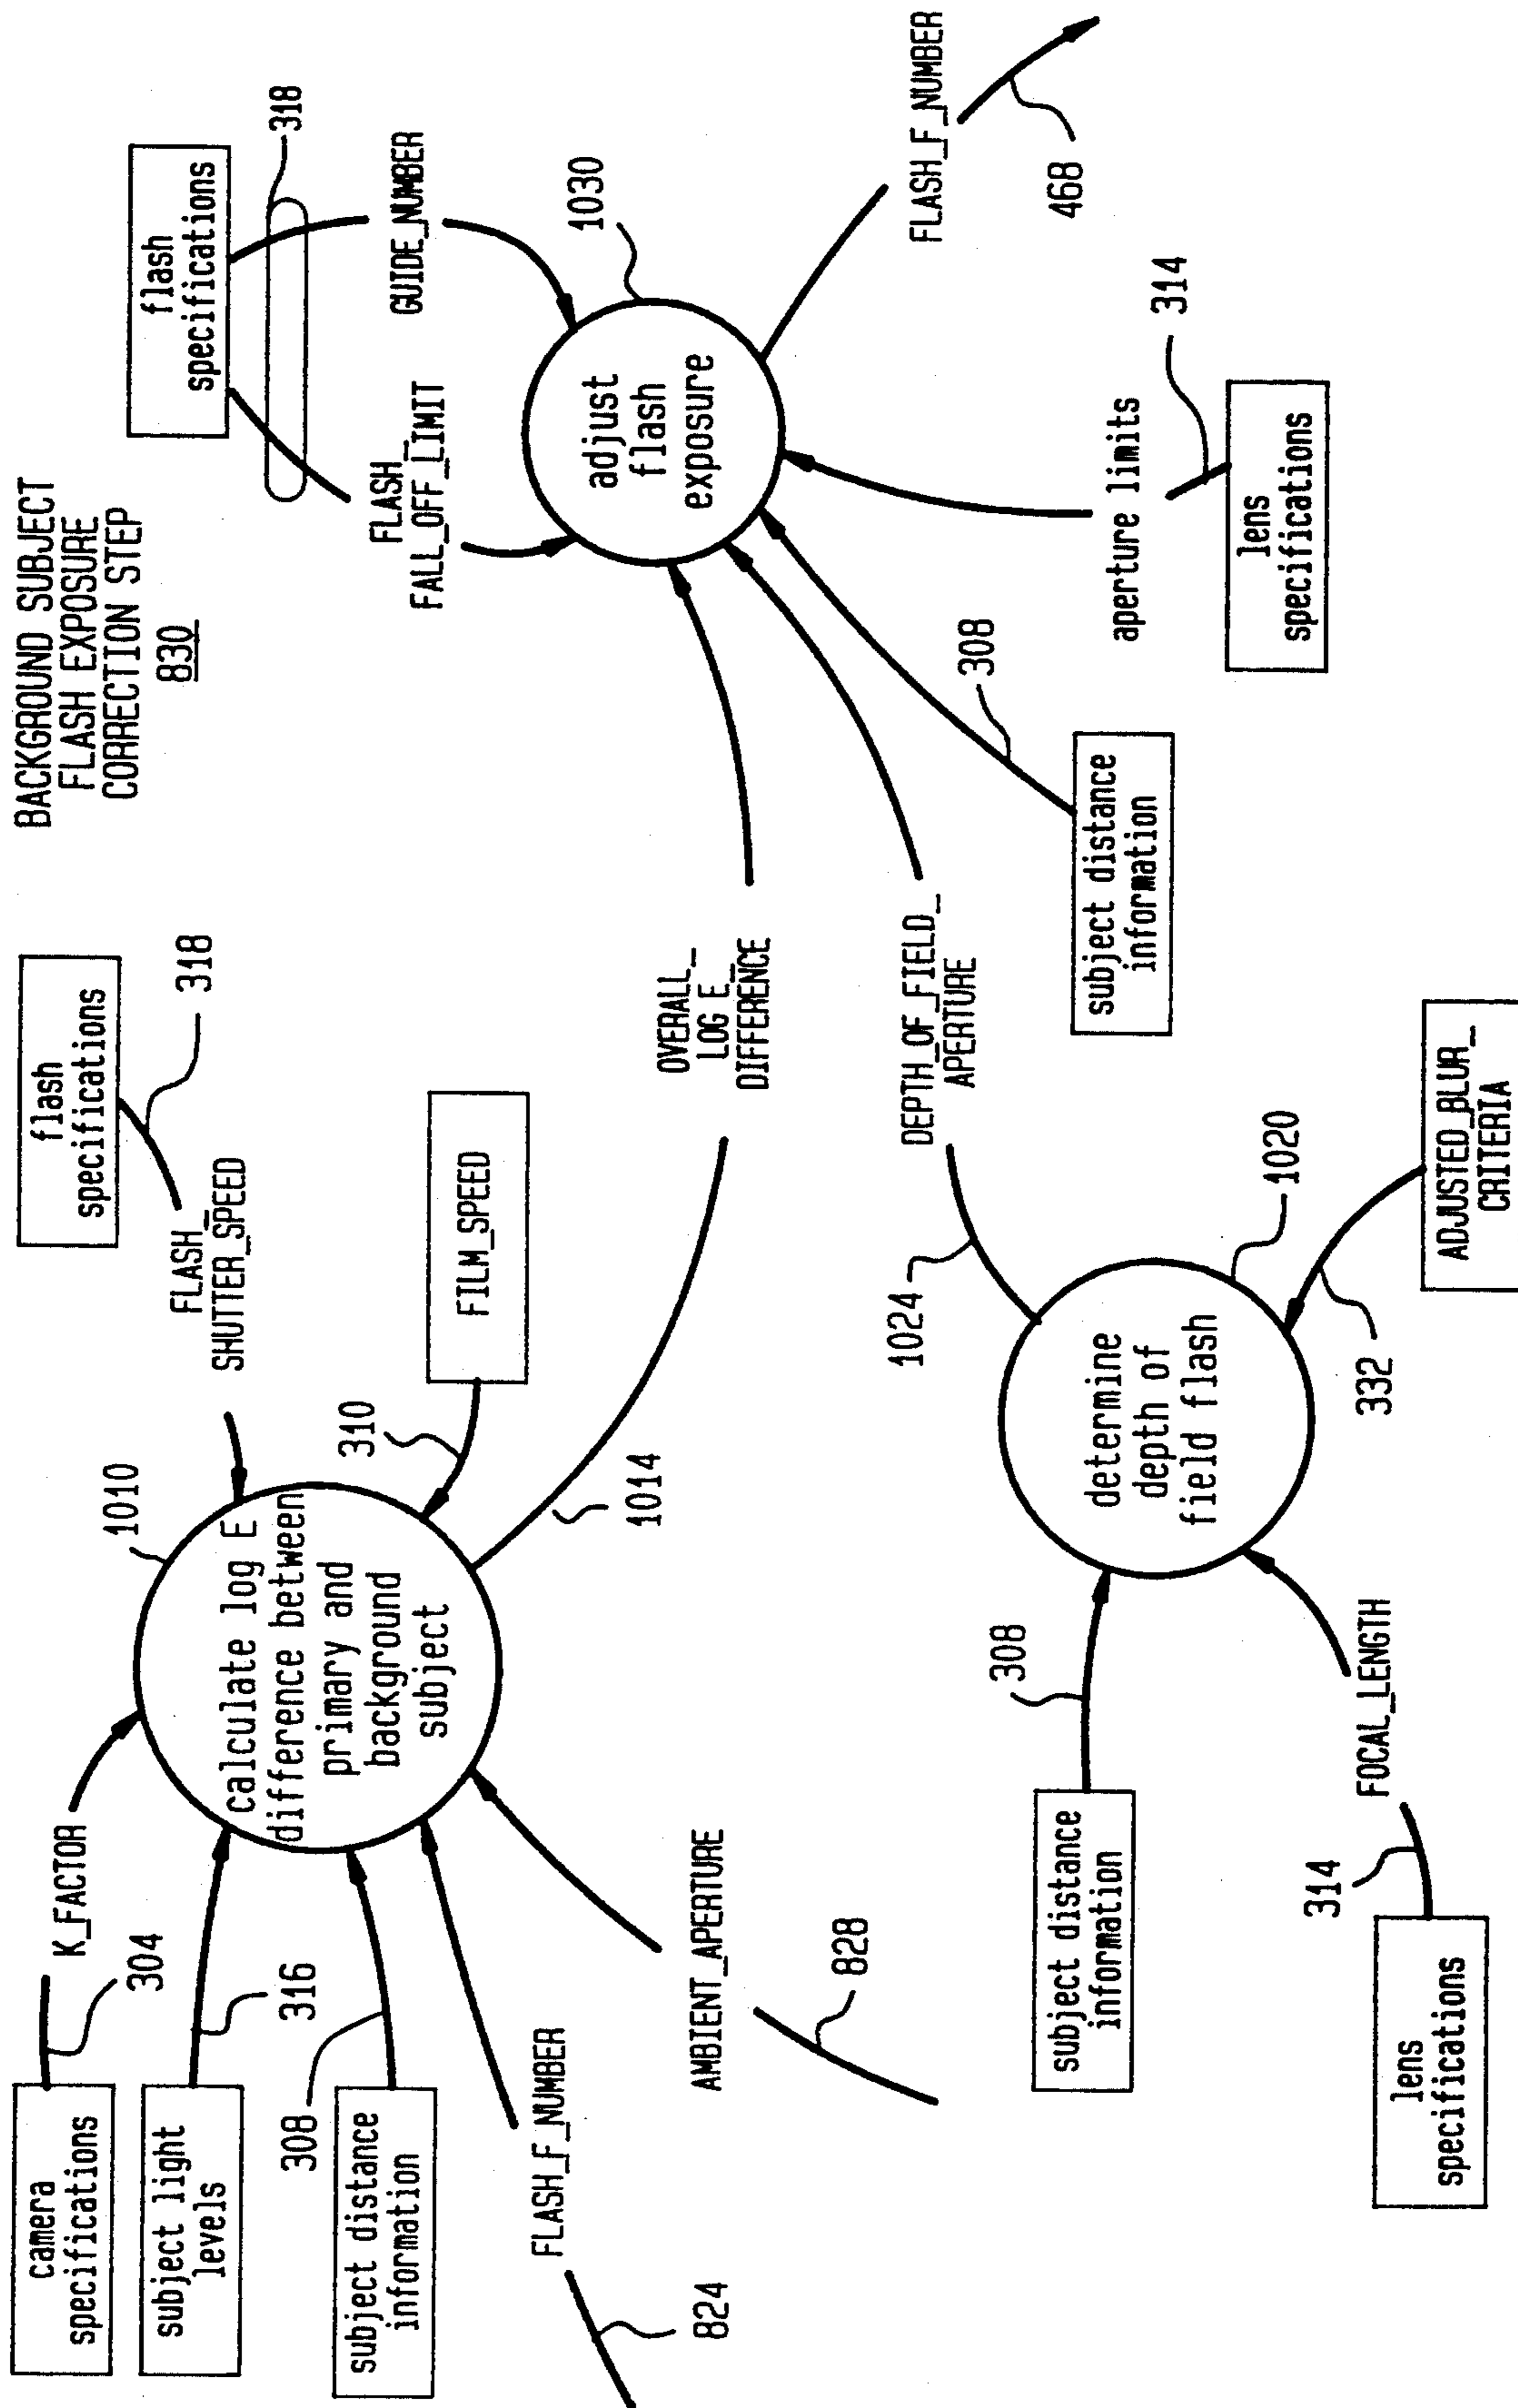 BACKGROUND SUBJECT
FLASH EXPOSURE
CORRECTION STEP
830
camera
specifications
304
K_FACTOR
subject light
levels
316
subject distance
information
308
FLASH_F_NUMBER
824
AMBIENT_APERTURE
828
1010
calculate log E
difference between
primary and
background
subject
flash
specifications
318
FLASH_
SHUTTER_SPEED
FILM_SPEED
310
1014
OVERALL_
LOG E_
DIFFERENCE
subject distance
information
308
lens
specifications
314
FOCAL_LENGTH
determine
depth of
field flash
1020
1024
332
ADJUSTED_BLUR_
CRITERIA
DEPTH_OF_FIELD_
APERTURE
subject distance
information
308
flash
specifications
318
FLASH_
FALL_OFF_LIMIT
GUIDE_NUMBER
adjust
flash
exposure
1030
aperture limits
314
lens
specifications
FLASH_F_NUMBER
468